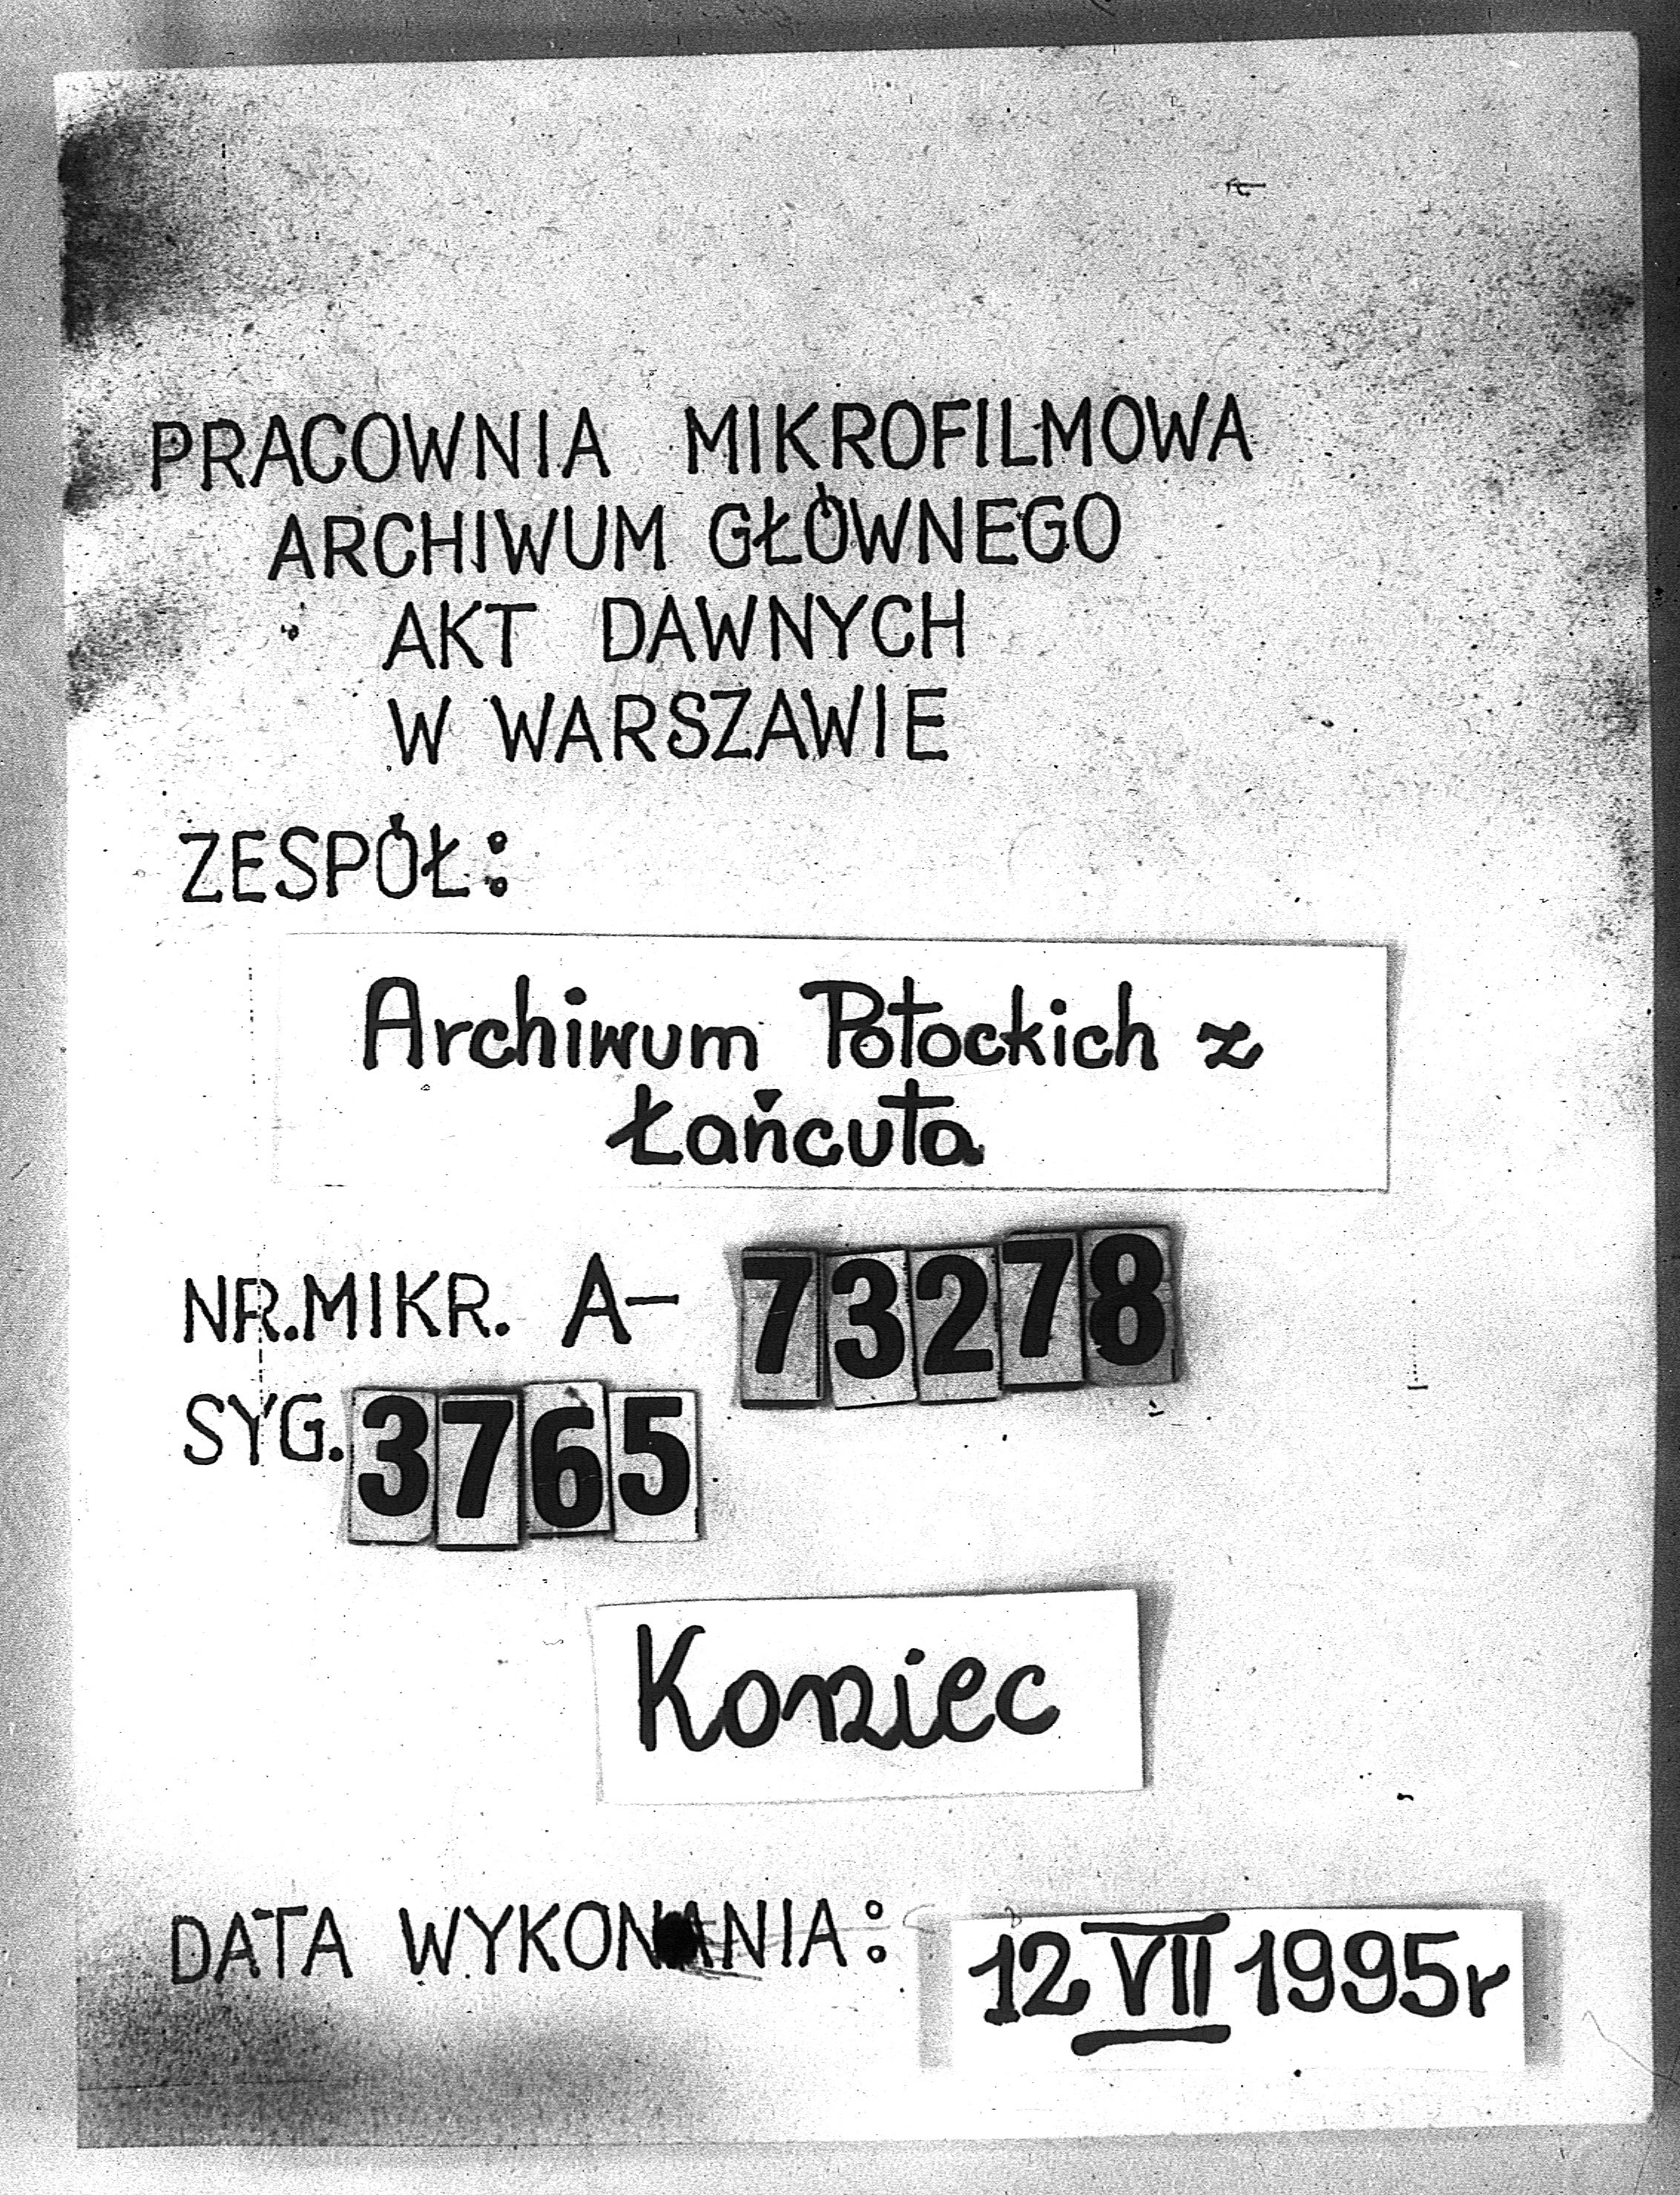 PRACOWNIA MIKROFILMOWA
ARCHIWUM GŁÓWNEGO
AKT DAWNYCH
W WARSZAWIE
ZESPÓŁ:
Archiwum Potockich z
Łańcuta
NR.MIKR. A- 73278
SYG. 3765
Koniec
DATA WYKONANIA: 12 VII 1995r